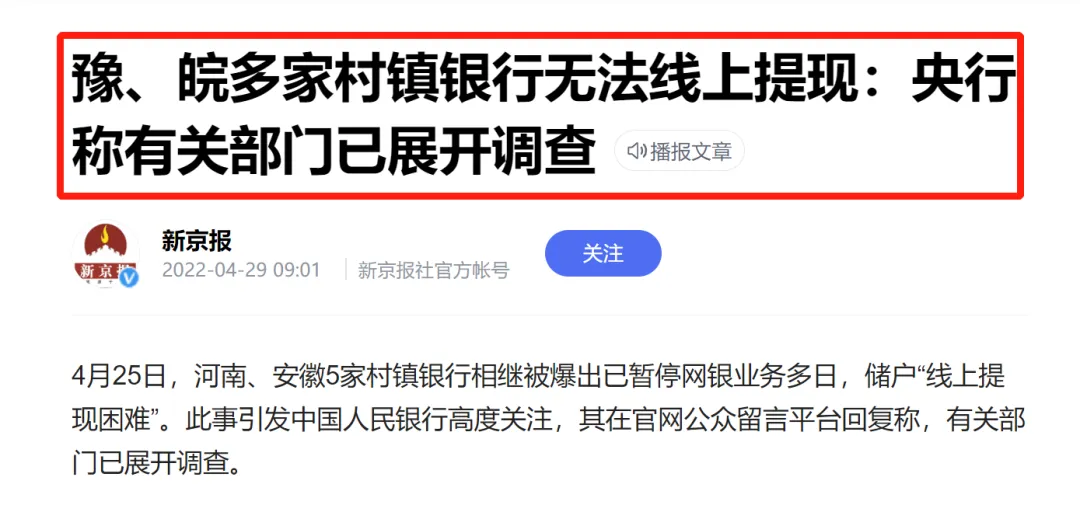 豫、皖多家村镇银行无法线上提现：央行
称有关部门已展开调查 播报文章
新京报
新京报
2022-04-29 09:01 新京报社官方帐号
关注
4月25日，河南、安徽5家村镇银行相继被爆出已暂停网银业务多日，储户“线上提
现困难”。此事引发中国人民银行高度关注，其在官网公众留言平台回复称，有关部
门已展开调查。